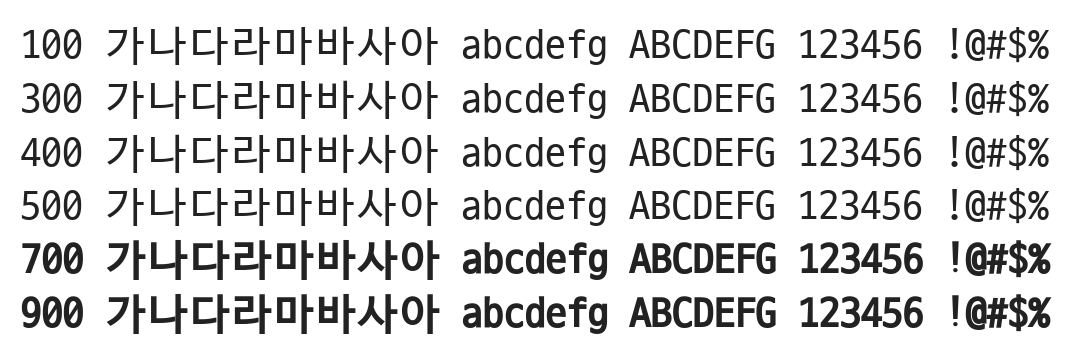 100 가나다라마바사아 abcdefg ABCDEFG 123456 !@#$%
300 가나다라마바사아 abcdefg ABCDEFG 123456 !@#$%
400 가나다라마바사아 abcdefg ABCDEFG 123456 !@#$%
500 가나다라마바사아 abcdefg ABCDEFG 123456 !@#$%
700 가나다라마바사아 abcdefg ABCDEFG 123456 !@#$%
900 가나다라마바사아 abcdefg ABCDEFG 123456 !@#$%